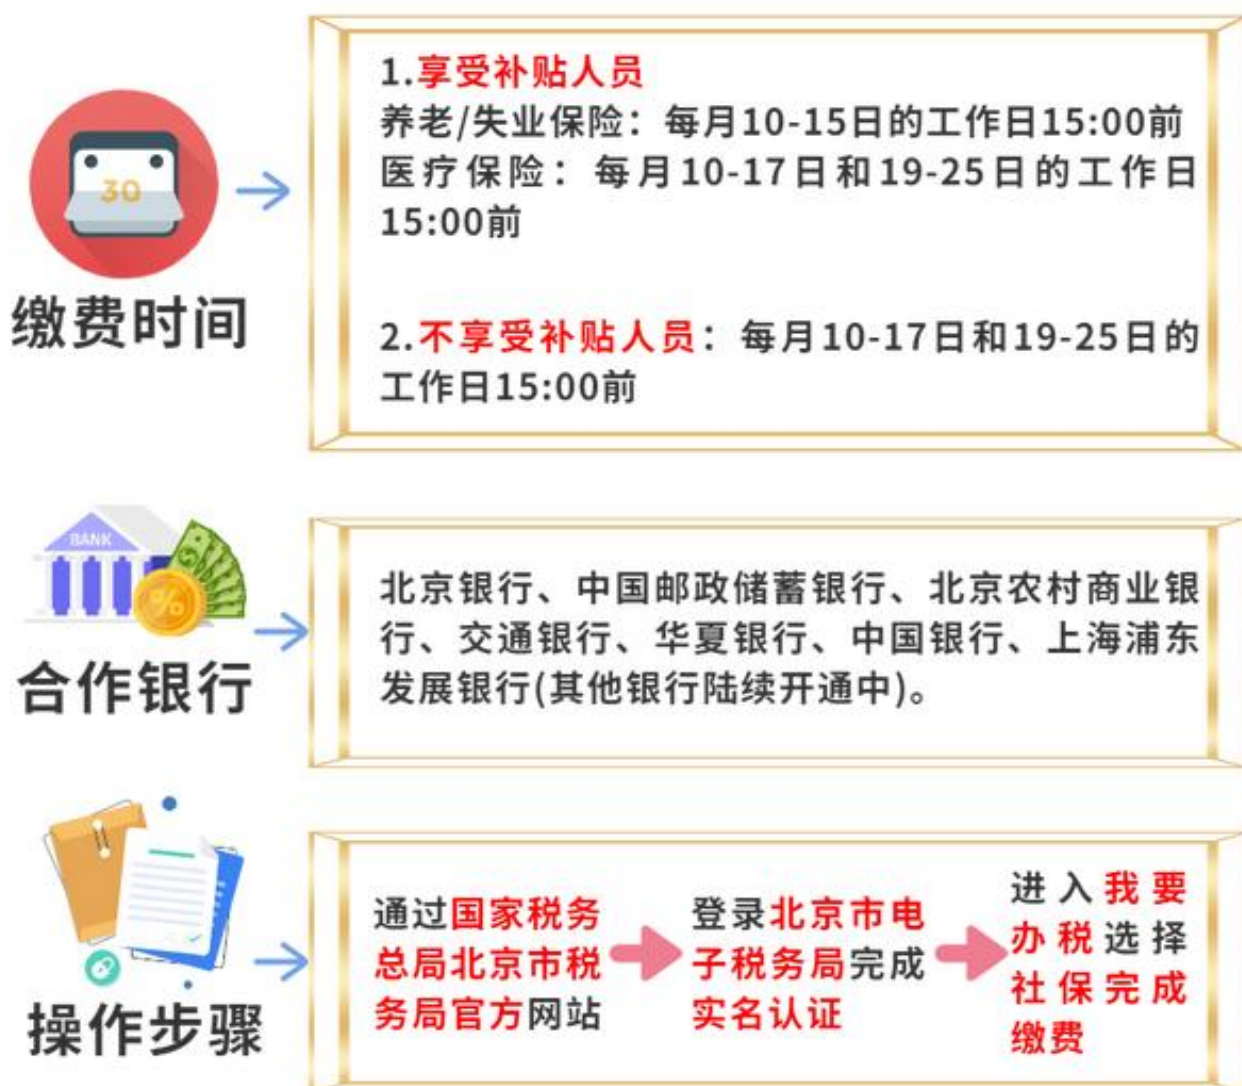 1.享受补贴人员
养老/失业保险：每月10-15日的工作日15:00前
医疗保险：每月10-17日和19-25日的工作日
15:00前
30
缴费时间
2.不享受补贴人员：每月10-17日和19-25日的
工作日15:00前
BANK
%
合作银行
北京银行、中国邮政储蓄银行、北京农村商业银
行、交通银行、华夏银行、中国银行、上海浦东
发展银行(其他银行陆续开通中)。
操作步骤
通过国家税务
总局北京市税
务局官方网站
登录北京市电
子税务局完成
实名认证
进入我要
办税选择
社保完成
缴费